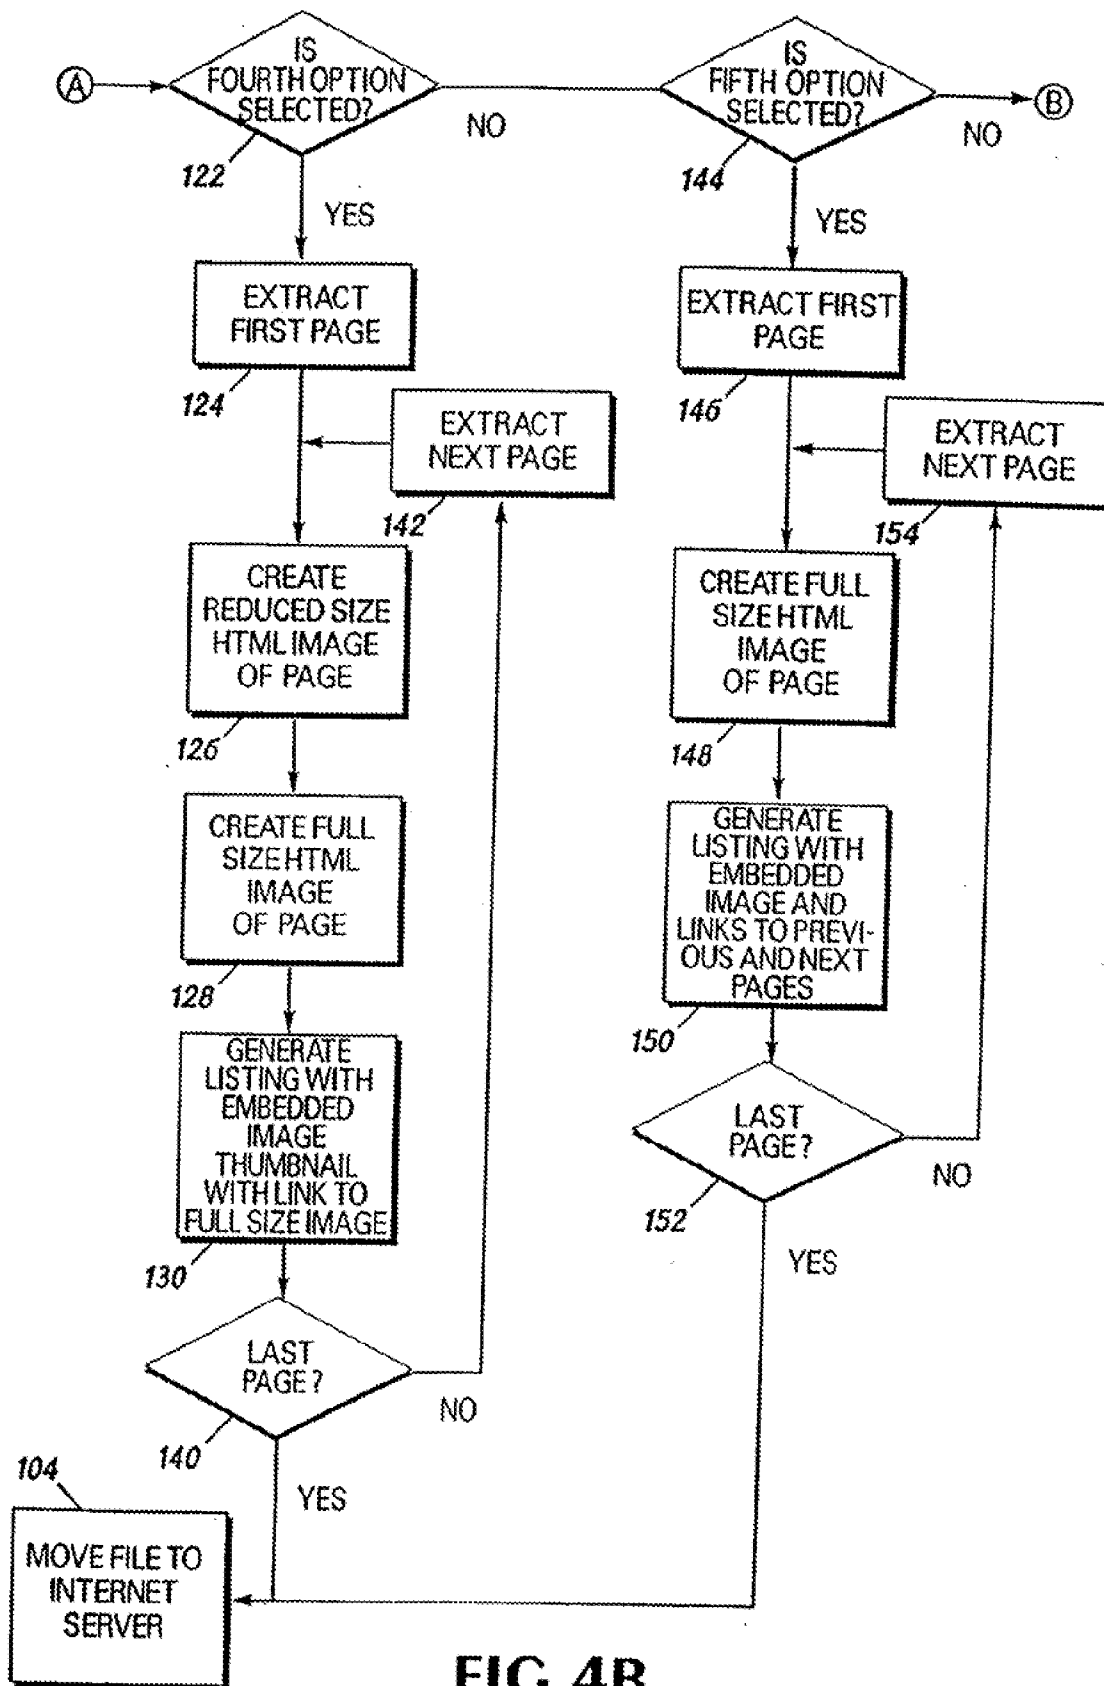 A
IS
FOURTH OPTION
SELECTED?
NO
122
YES
IS
FIFTH OPTION
SELECTED?
NO
B
144
YES
EXTRACT
FIRST PAGE
124
EXTRACT
NEXT PAGE
142
CREATE
REDUCED SIZE
HTML IMAGE
OF PAGE
126
CREATE FULL
SIZE HTML
IMAGE
OF PAGE
128
GENERATE
LISTING WITH
EMBEDDED
IMAGE
THUMBNAIL
WITH LINK TO
FULL SIZE IMAGE
130
LAST
PAGE?
NO
140
YES
104
MOVE FILE TO
INTERNET
SERVER
EXTRACT FIRST
PAGE
146
EXTRACT
NEXT PAGE
154
CREATE FULL
SIZE HTML
IMAGE
OF PAGE
148
GENERATE
LISTING WITH
EMBEDDED
IMAGE AND
LINKS TO PREVI-
OUS AND NEXT
PAGES
150
LAST
PAGE?
NO
152
YES
FIG. 4B